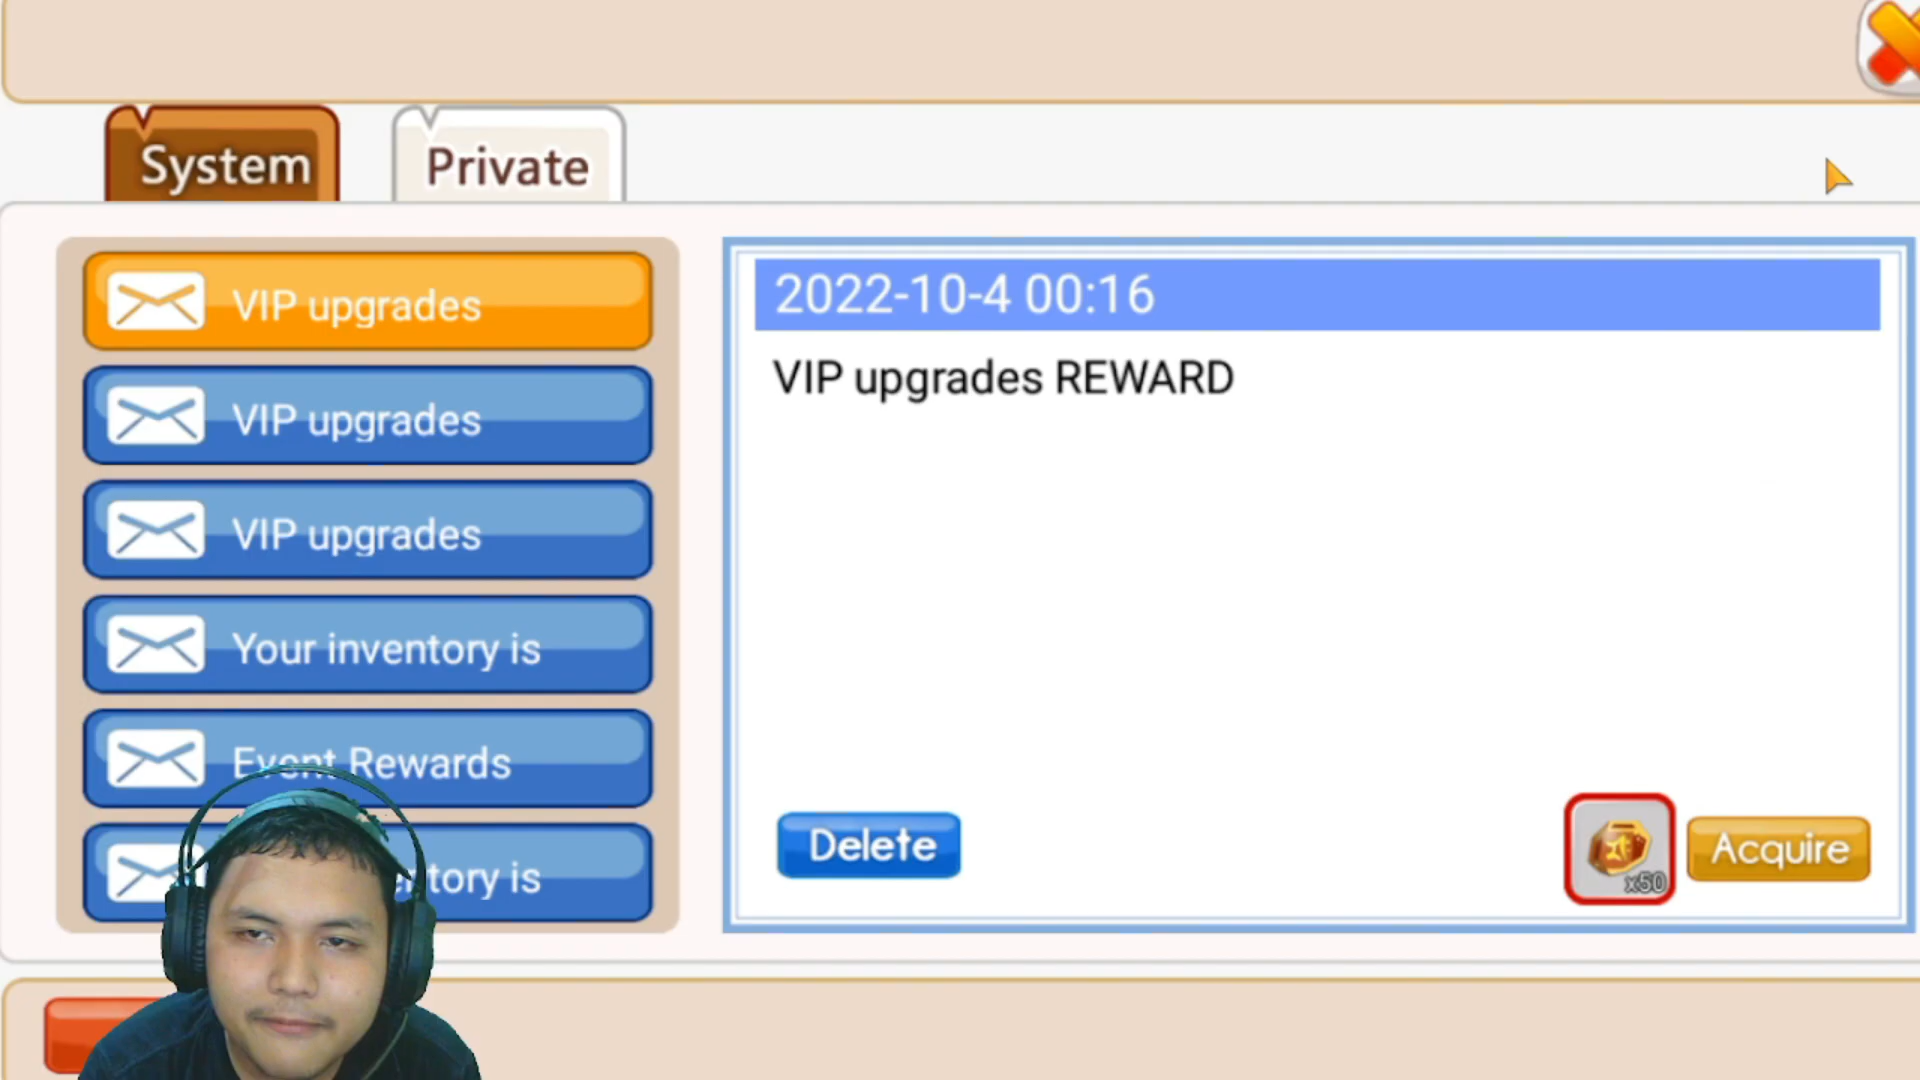 System
Private
VIP upgrades
VIP upgrades
VIP upgrades
Your inventory is
Event Rewards
tory is
2022-10-4 00:16
VIP upgrades REWARD
Delete
x50
Acquire